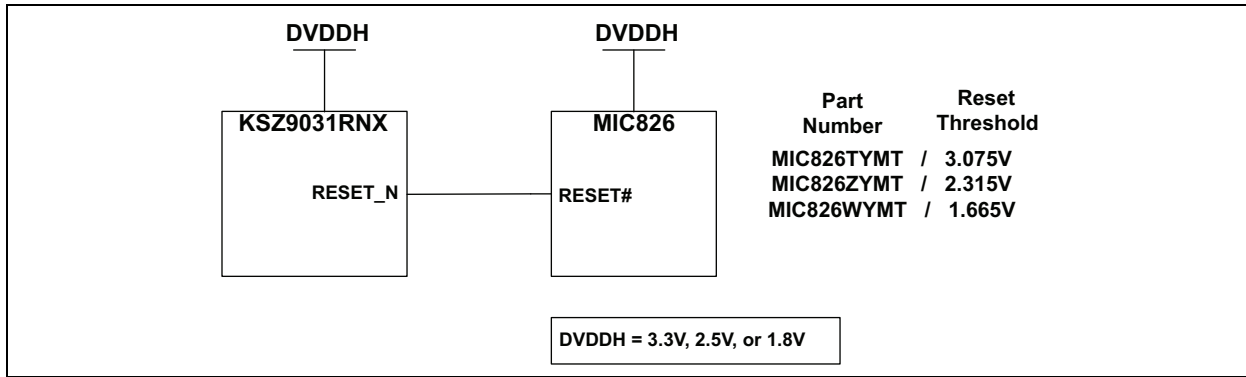 DVDDH
DVDDH
KSZ9031RNX
MIC826
RESET_N
RESET#
Part
Number
Reset
Threshold
MIC826TYMT / 3.075V
MIC826ZYMT / 2.315V
MIC826WYMT / 1.665V
DVDDH = 3.3V, 2.5V, or 1.8V